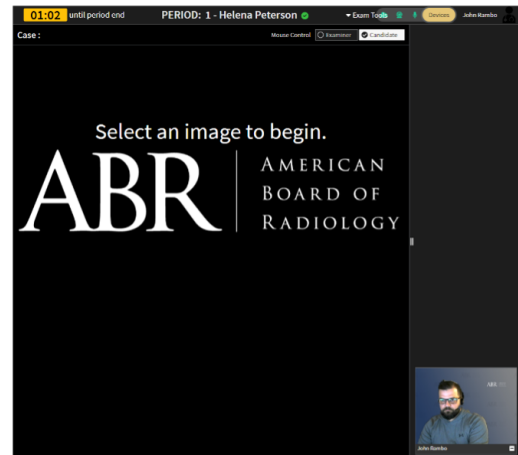 01:02 until period end PERIOD: 1 - Helena Peterson Exam Tools Devices John Rambo
Case : Mouse Control Examiner Candidate
Select an image to begin.
ABR
AMERICAN
BOARD OF
RADIOLOGY
ABR
John Rambo